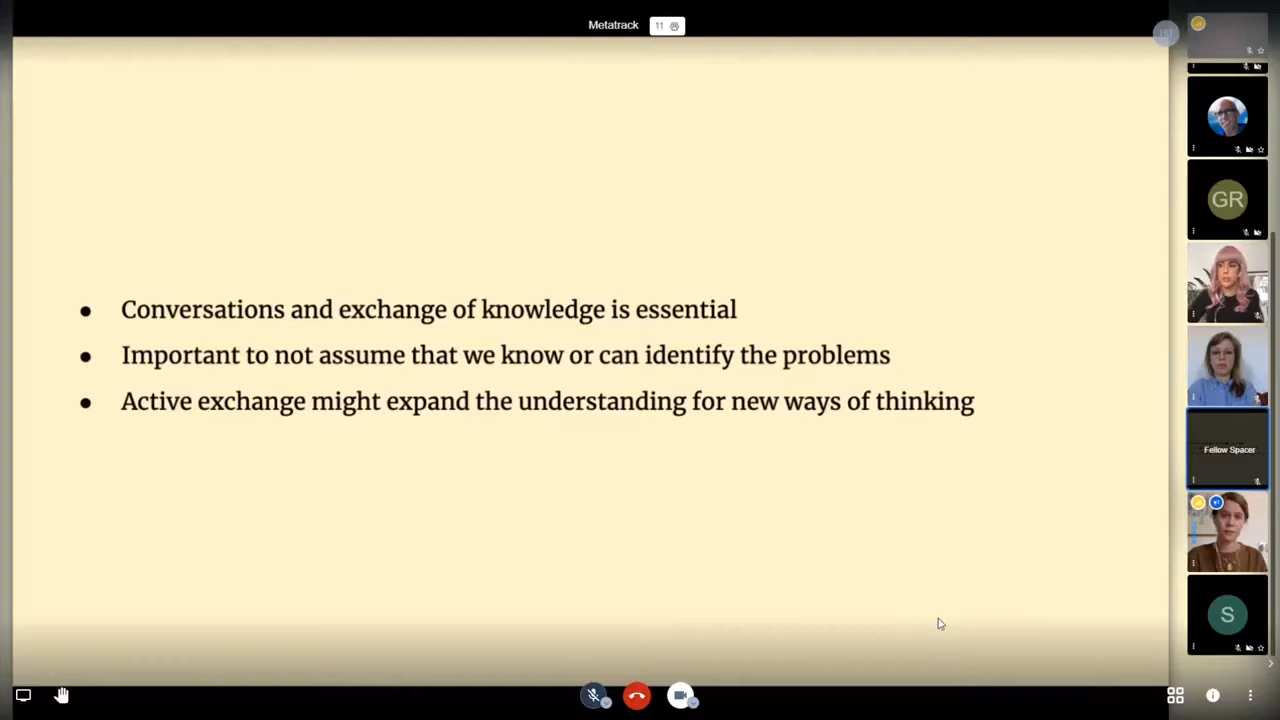 Metatrack
11
Conversations and exchange of knowledge is essential
Important to not assume that we know or can identify the problems
Active exchange might expand the understanding for new ways of thinking
GR
Fellow Spacer
S